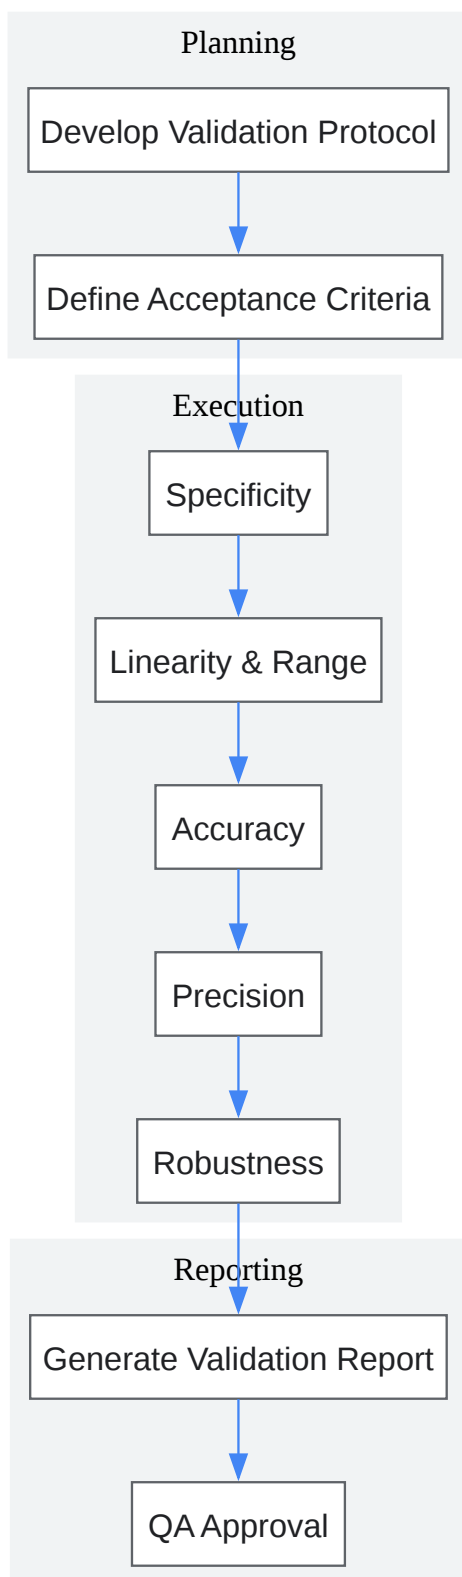 Planning
Develop Validation Protocol
Define Acceptance Criteria
Execution
Specificity
Linearity & Range
Accuracy
Precision
Robustness
Reporting
Generate Validation Report
QA Approval